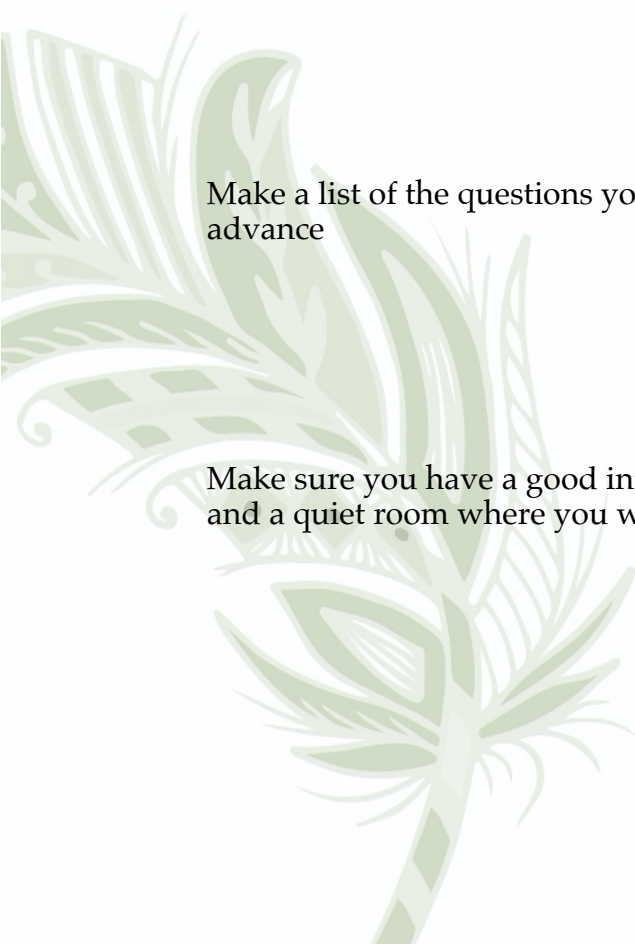 Make a list of the questions yo
advance
Make sure you have a good in
and a quiet room where you w